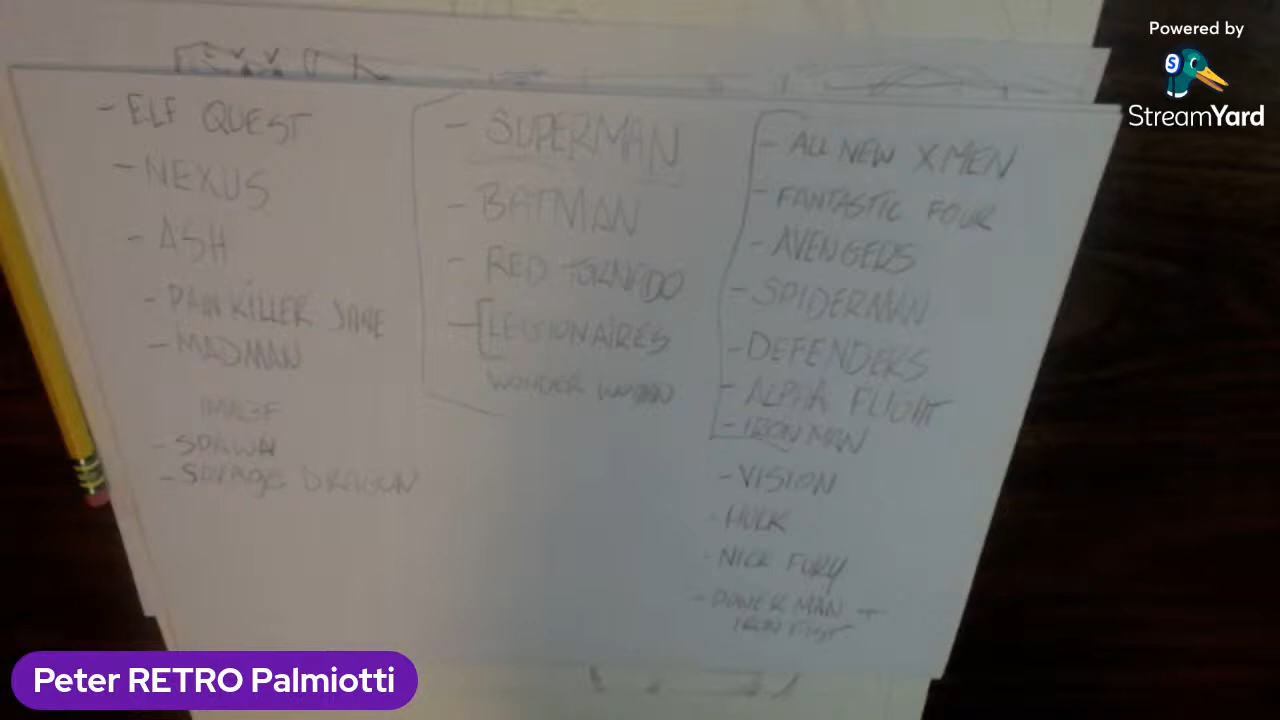 - ELF QUEST
- NEXUS
- ASH
- PAINKILLER JANE
- MADMAN
IMAGE
- SPAWN
- SAVAGE DRAGON
- SUPERMAN
- BATMAN
- RED TORNADO
- LEGIONAIRES
WONDER WOMAN
- ALL NEW XMEN
- FANTASTIC FOUR
- AVENGERS
- SPIDERMAN
- DEFENDERS
- ALPHA FLIGHT
- IRON MAN
- VISION
- HULK
- NICK FURY
- POWER MAN +
IRON FIST
Powered by
StreamYard
Peter RETRO Palmiotti